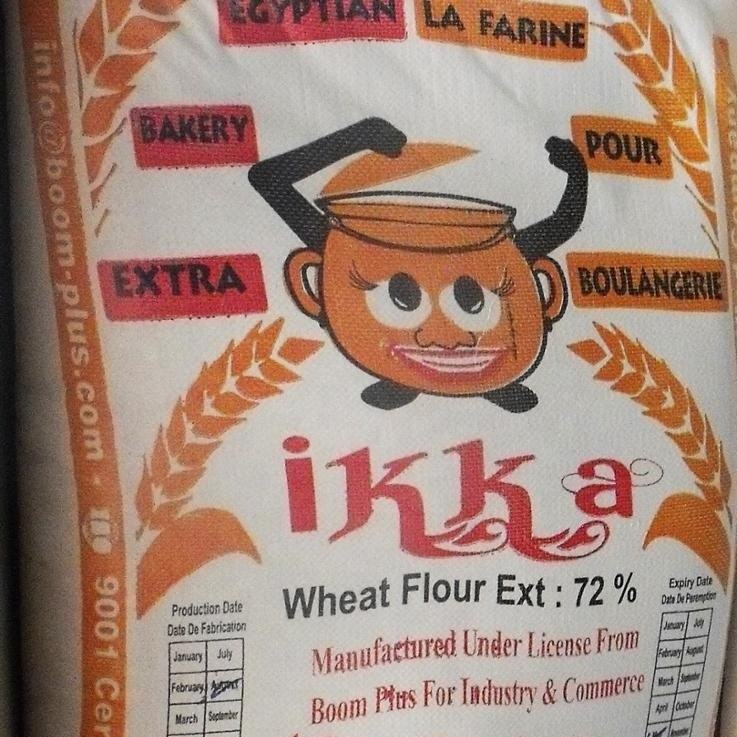 EGYPTIAN LA FARINE
BAKERY POUR
EXTRA BOULANGERIE
info@boom-plus.com -
9001 Cer
ikka
Wheat Flour Ext : 72 %
Manufactured Under License From
Boom Plus For Industry & Commerce
Production Date
Date De Fabrication
January July
February August
March September
Expiry Date
Date De Peremption
January July
February August
March September
April October